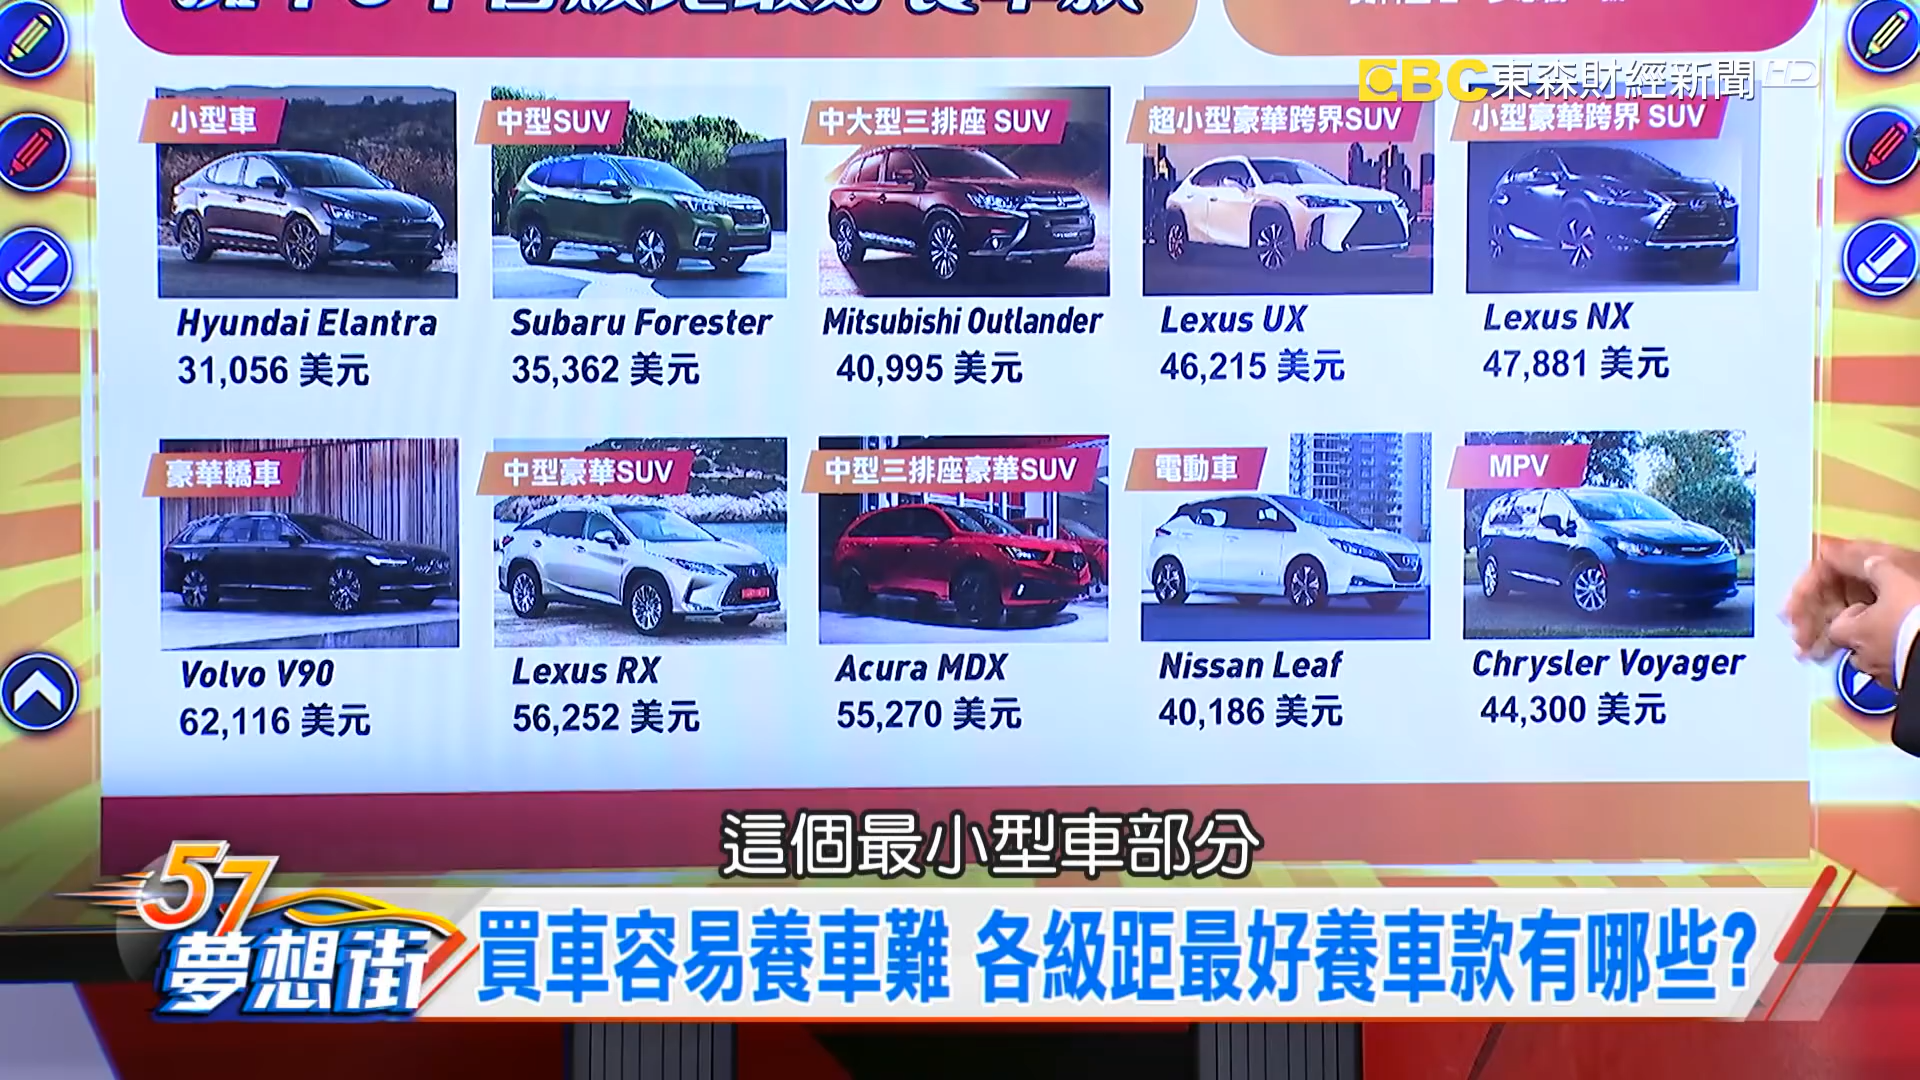 EBC 東森財經新聞 HD
小型車
中型SUV
中大型三排座 SUV
超小型豪華跨界SUV
小型豪華跨界 SUV
Hyundai Elantra
31,056 美元
Subaru Forester
35,362 美元
Mitsubishi Outlander
40,995 美元
Lexus UX
46,215 美元
Lexus NX
47,881 美元
豪華轎車
中型豪華SUV
中型三排座豪華SUV
電動車
MPV
Volvo V90
62,116 美元
Lexus RX
56,252 美元
Acura MDX
55,270 美元
Nissan Leaf
40,186 美元
Chrysler Voyager
44,300 美元
這個最小型車部分
57
夢想街
買車容易養車難 各級距最好養車款有哪些?